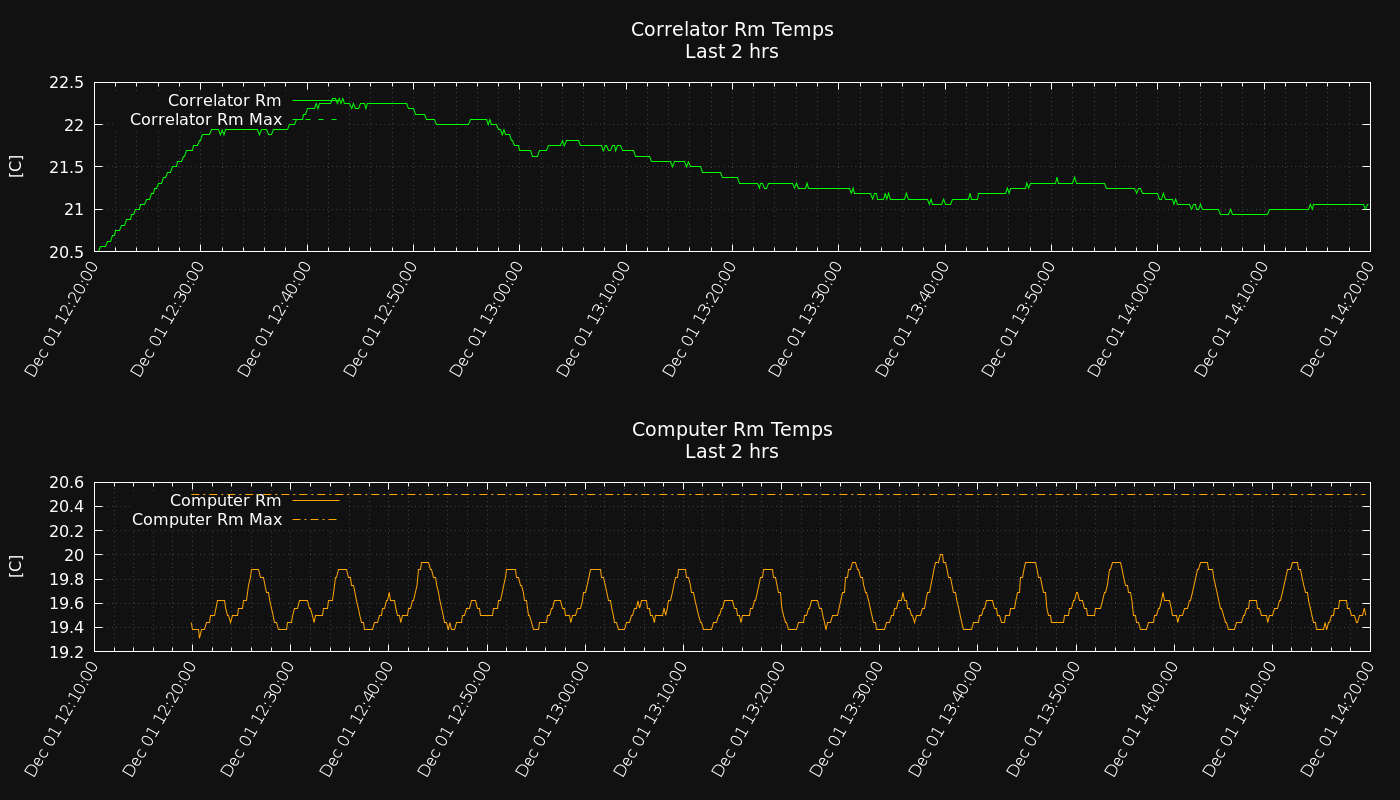 Correlator Rm Temps
Last 2 hrs
22.5
22
21.5
21
20.5
[C]
Correlator Rm
Correlator Rm Max
Dec 01 12:20:00
Dec 01 12:30:00
Dec 01 12:40:00
Dec 01 12:50:00
Dec 01 13:00:00
Dec 01 13:10:00
Dec 01 13:20:00
Dec 01 13:30:00
Dec 01 13:40:00
Dec 01 13:50:00
Dec 01 14:00:00
Dec 01 14:10:00
Dec 01 14:20:00
Computer Rm Temps
Last 2 hrs
20.6
20.4
20.2
20
19.8
19.6
19.4
19.2
[C]
Computer Rm
Computer Rm Max
Dec 01 12:10:00
Dec 01 12:20:00
Dec 01 12:30:00
Dec 01 12:40:00
Dec 01 12:50:00
Dec 01 13:00:00
Dec 01 13:10:00
Dec 01 13:20:00
Dec 01 13:30:00
Dec 01 13:40:00
Dec 01 13:50:00
Dec 01 14:00:00
Dec 01 14:10:00
Dec 01 14:20:00